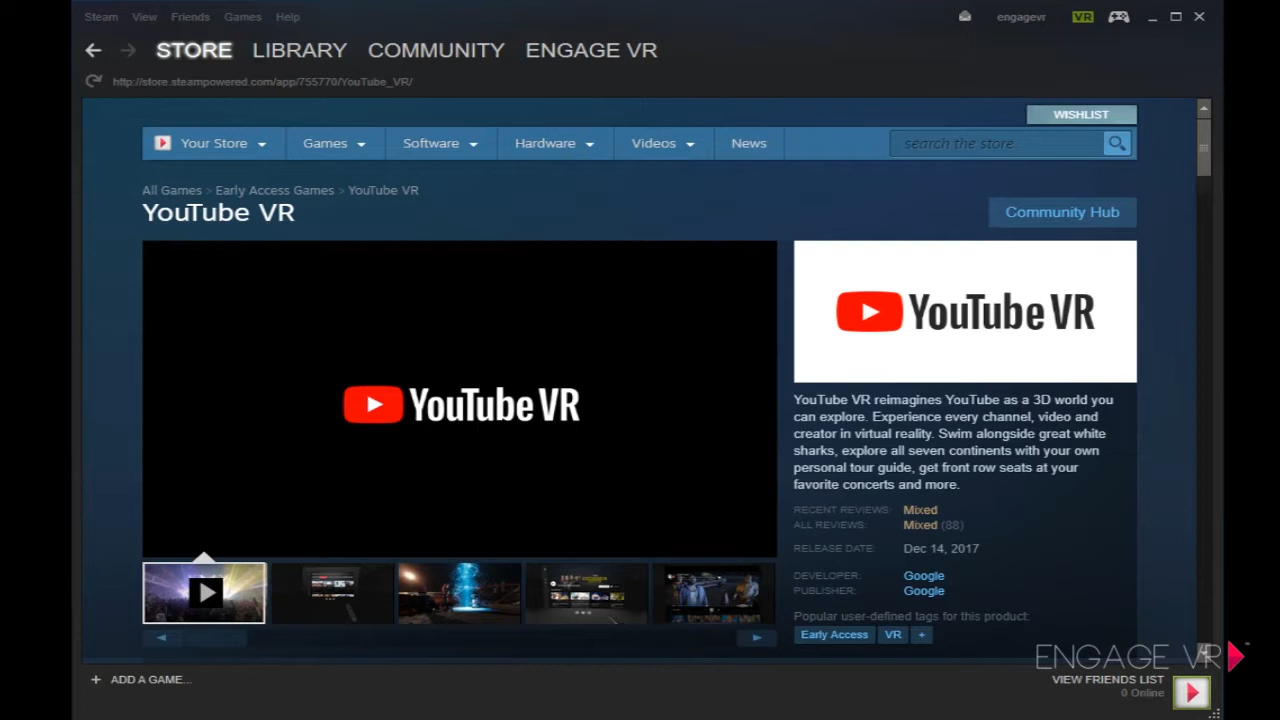 Steam View Friends Games Help
engagevr VR
STORE LIBRARY COMMUNITY ENGAGE VR
http://store.steampowered.com/app/755770/YouTube_VR/
WISHLIST
Your Store Games Software Hardware Videos News
search the store
All Games > Early Access Games > YouTube VR
YouTube VR
Community Hub
YouTube VR
YouTube VR
YouTube VR reimagines YouTube as a 3D world you
can explore. Experience every channel, video and
creator in virtual reality. Swim alongside great white
sharks, explore all seven continents with your own
personal tour guide, get front row seats at your
favorite concerts and more.
RECENT REVIEWS: Mixed
ALL REVIEWS: Mixed (88)
RELEASE DATE: Dec 14, 2017
DEVELOPER: Google
PUBLISHER: Google
Popular user-defined tags for this product:
Early Access VR +
ENGAGE VR
+ ADD A GAME...
VIEW FRIENDS LIST
0 Online